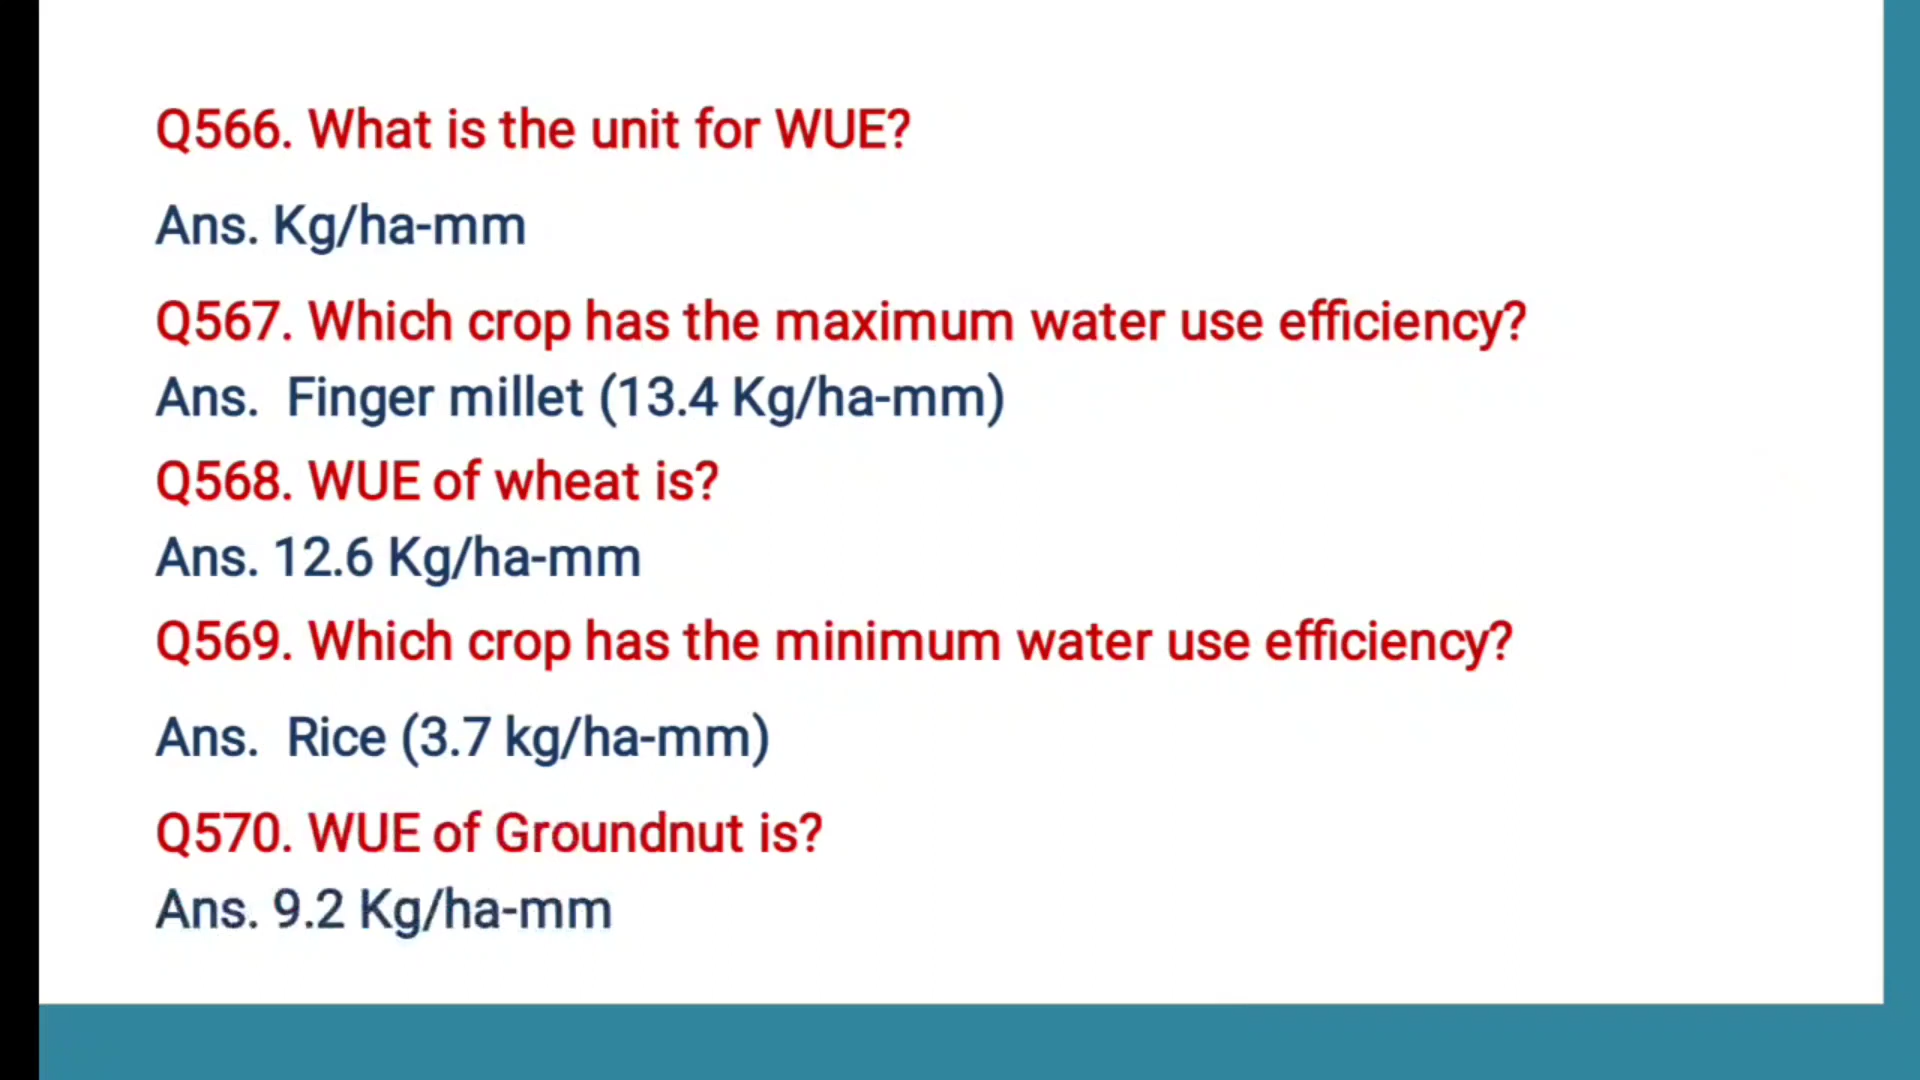 Q566. What is the unit for WUE?
Ans. Kg/ha-mm
Q567. Which crop has the maximum water use efficiency?
Ans. Finger millet (13.4 Kg/ha-mm)
Q568. WUE of wheat is?
Ans. 12.6 Kg/ha-mm
Q569. Which crop has the minimum water use efficiency?
Ans. Rice (3.7 kg/ha-mm)
Q570. WUE of Groundnut is?
Ans. 9.2 Kg/ha-mm